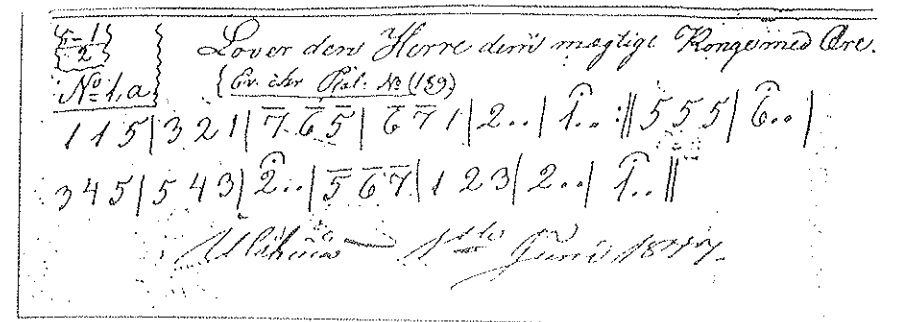 5-1 Lover den Herre den mægtige Konge med Ære.
2
No 1,a (Ev. chr. Psal. No (159)
1 1 5 | 3 2 1 | 7̅ 6̅ 5̅ | 6̅ 7̅ 1 | 2 . . | 1̑ . . :|| 5 5 5 | 6̑ . . |
3 4 5 | 5 4 3 | 2̑ . . | 5̅ 6̅ 7̅ | 1 2 3 | 2 . . | 1̑ . . ||
1ste Juni 1877.